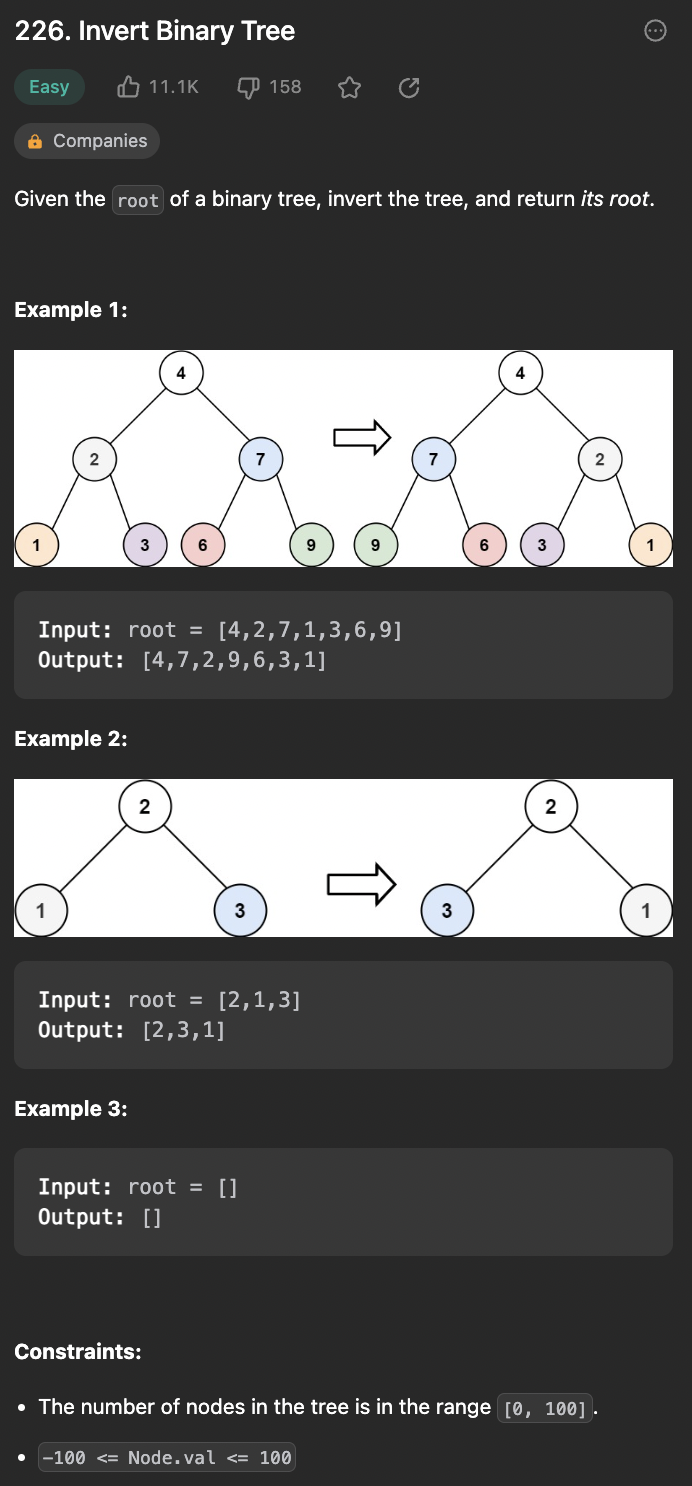 226. Invert Binary Tree
Easy 11.1K 158
Companies
Given the root of a binary tree, invert the tree, and return its root.
Example 1:
4 4
2 7 7 2
1 3 6 9 9 6 3 1
Input: root = [4,2,7,1,3,6,9]
Output: [4,7,2,9,6,3,1]
Example 2:
2 2
1 3 3 1
Input: root = [2,1,3]
Output: [2,3,1]
Example 3:
Input: root = []
Output: []
Constraints:
• The number of nodes in the tree is in the range [0, 100].
• -100 <= Node.val <= 100